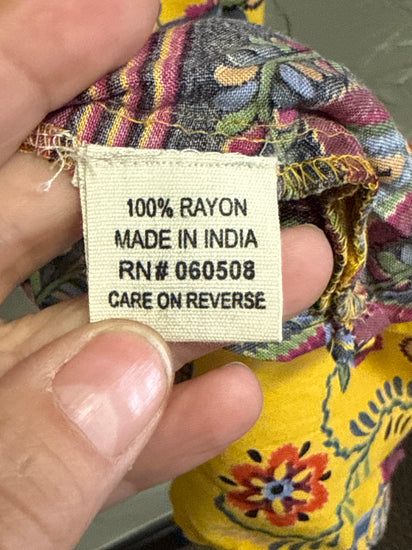 100% RAYON
MADE IN INDIA
RN# 060508
CARE ON REVERSE